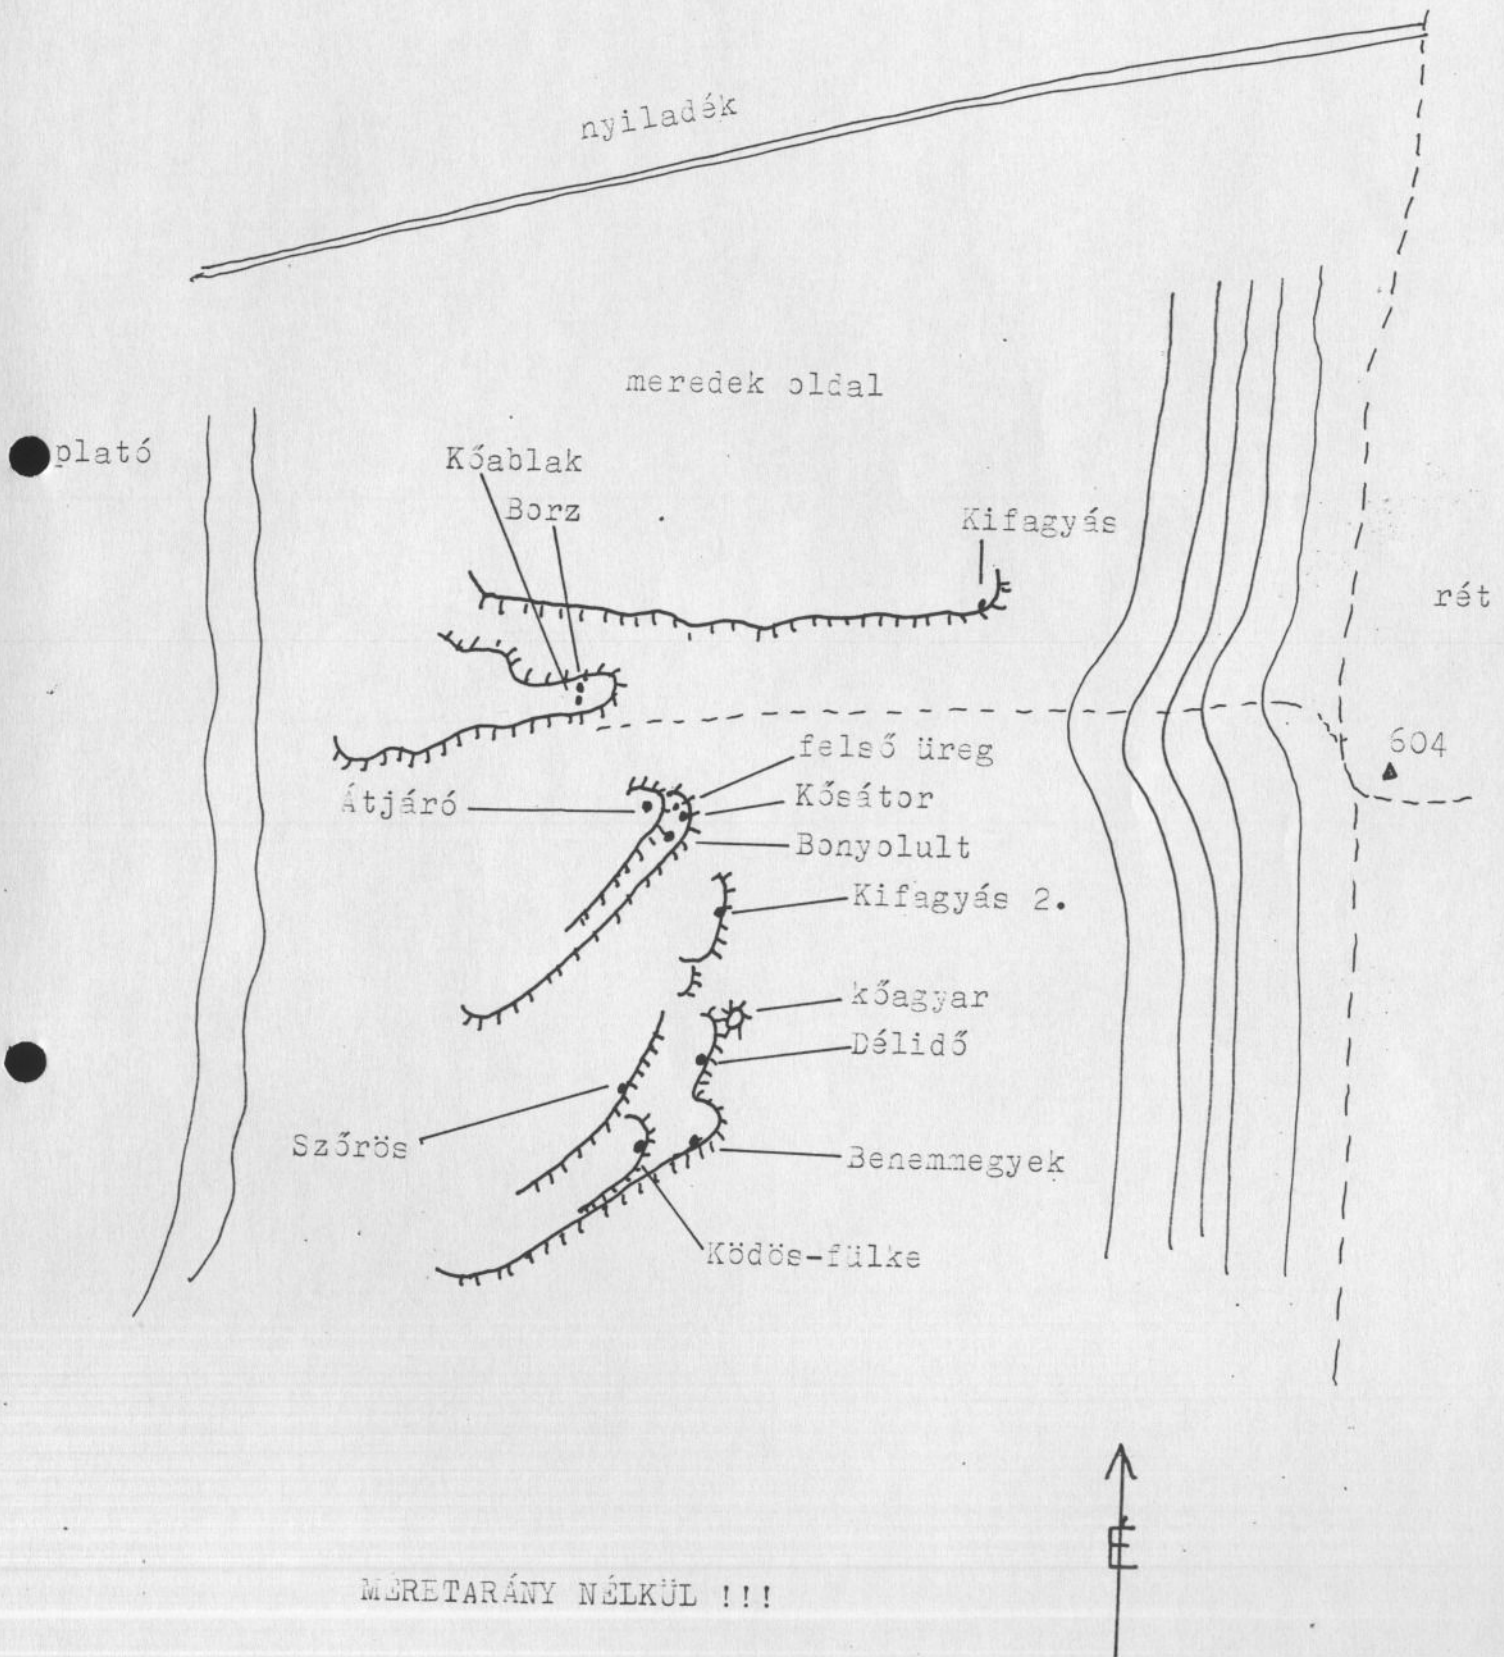 nyiladék
meredek oldal
plató
Kőablak
Borz
Kifagyás
rét
604
felső üreg
Átjáró
Kősátor
Bonyolult
Kifagyás 2.
kőagyar
Délidő
Szőrös
Benemmegyek
Ködös-fülke
É
MÉRETARÁNY NÉLKÜL !!!